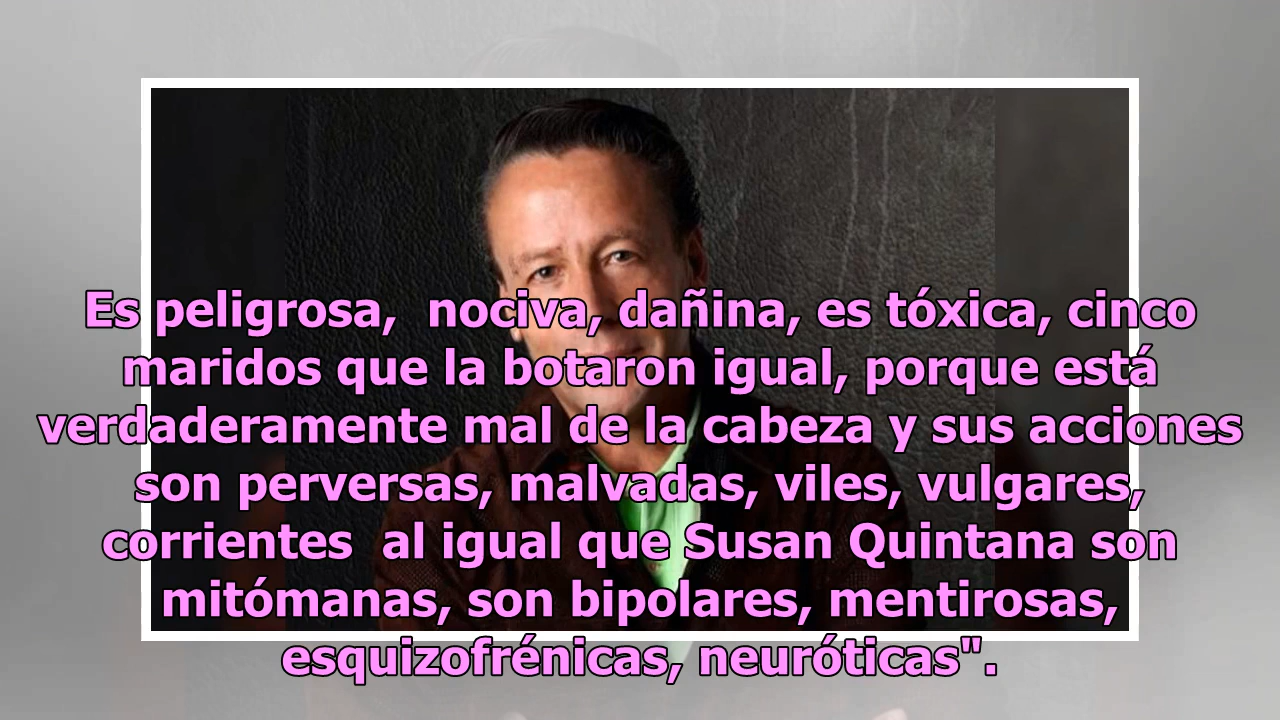 Es peligrosa,  nociva, dañina, es tóxica, cinco
maridos que la botaron igual, porque está
verdaderamente mal de la cabeza y sus acciones
son perversas, malvadas, viles, vulgares,
corrientes  al igual que Susan Quintana son
mitómanas, son bipolares, mentirosas,
esquizofrénicas, neuróticas".